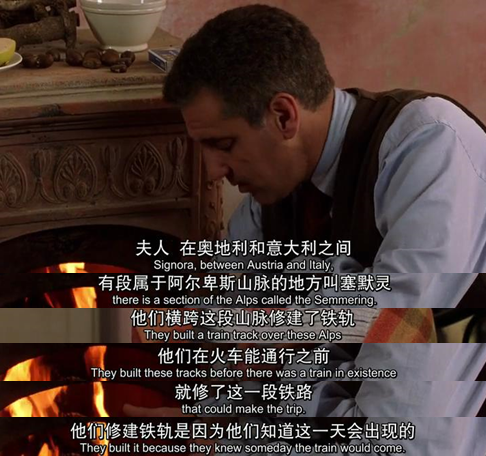 夫人 在奥地利和意大利之间
Signora, between Austria and Italy,
有段属于阿尔卑斯山脉的地方叫塞默灵
there is a section of the Alps called the Semmering.
他们横跨这段山脉修建了铁轨
They built a train track over these Alps
他们在火车能通行之前
They built these tracks before there was a train in existence
就修了这一段铁路
that could make the trip.
他们修建铁轨是因为他们知道这一天会出现的
They built it because they knew someday the train would come.